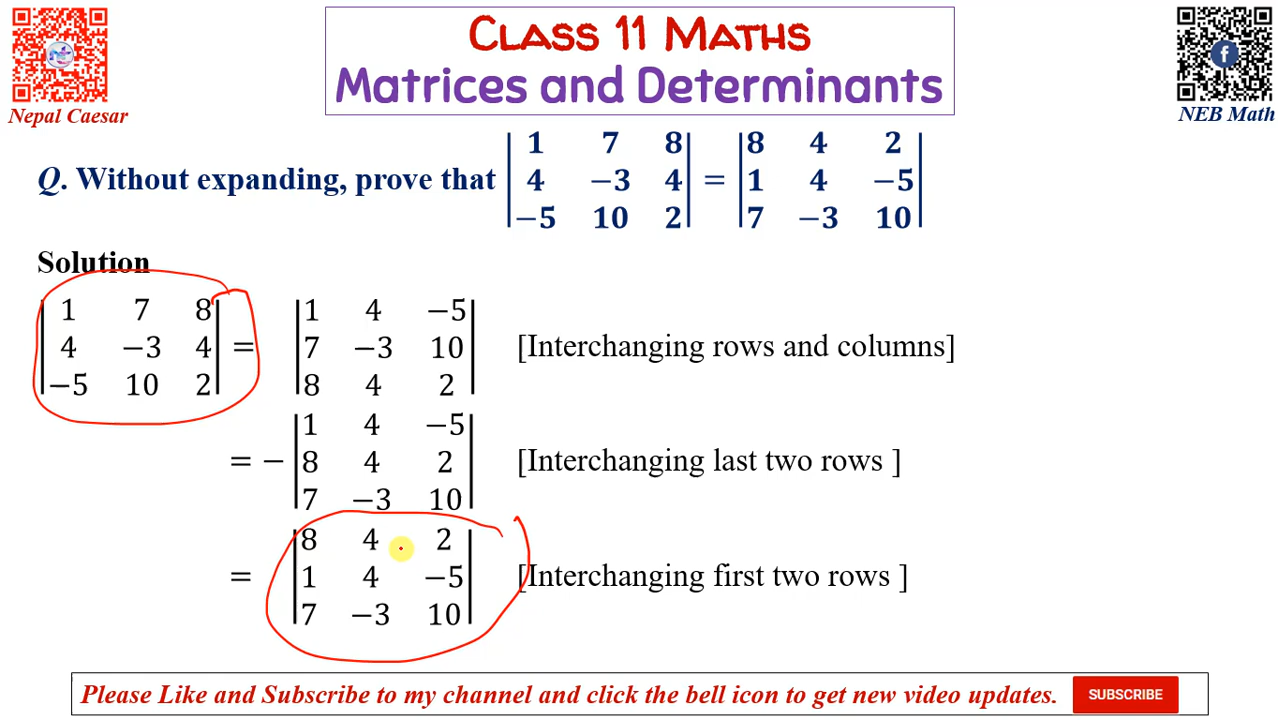 Class 11 Maths
Matrices and Determinants
Nepal Caesar
NEB Math
Q. Without expanding, prove that |1 7 8| = |8 4 2|
|4 −3 4| |1 4 −5|
|−5 10 2| |7 −3 10|
Solution
|1 7 8| |1 4 −5|
|4 −3 4| = |7 −3 10| [Interchanging rows and columns]
|−5 10 2| |8 4 2|
|1 4 −5|
= − |8 4 2| [Interchanging last two rows ]
|7 −3 10|
|8 4 2|
= |1 4 −5| [Interchanging first two rows ]
|7 −3 10|
Please Like and Subscribe to my channel and click the bell icon to get new video updates. SUBSCRIBE